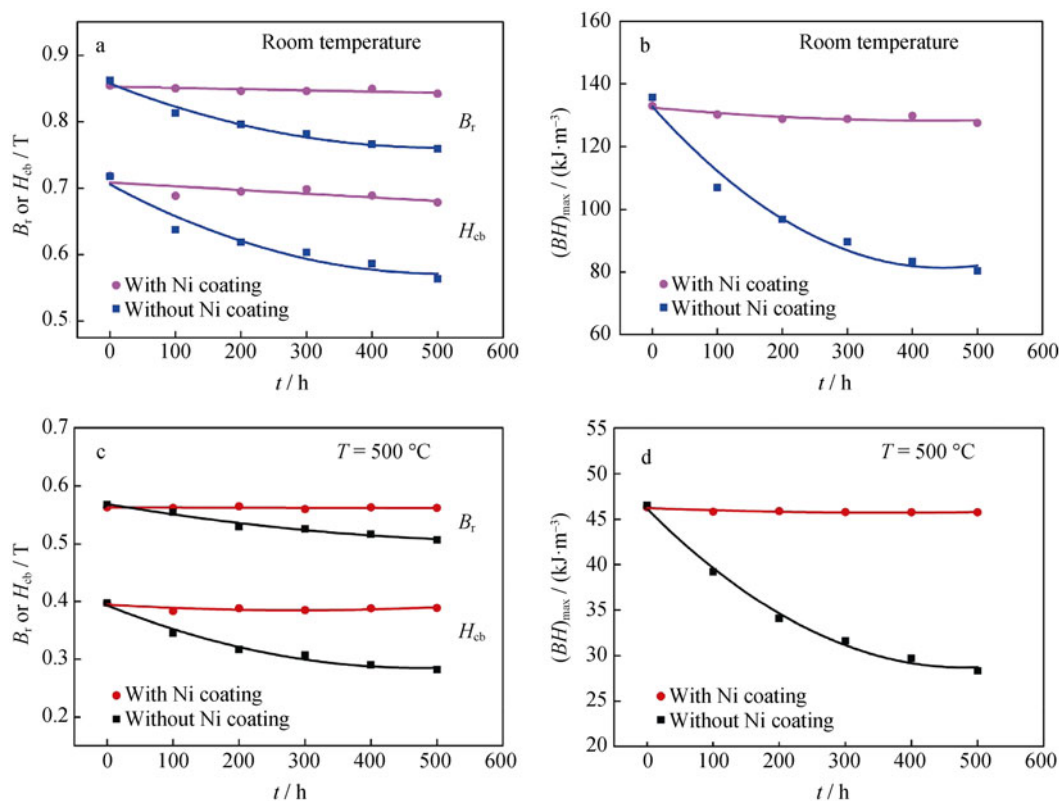 a
Room temperature
0.9
0.8
0.7
0.6
0.5
Bᵣ or H_cb / T
Bᵣ
H_cb
With Ni coating
Without Ni coating
0 100 200 300 400 500 600
t / h
b
Room temperature
160
140
120
100
80
60
(BH)max / (kJ·m⁻³)
With Ni coating
Without Ni coating
0 100 200 300 400 500 600
t / h
c
T = 500 °C
0.7
0.6
0.5
0.4
0.3
0.2
Bᵣ or H_cb / T
Bᵣ
H_cb
With Ni coating
Without Ni coating
0 100 200 300 400 500 600
t / h
d
T = 500 °C
55
50
45
40
35
30
25
20
(BH)max / (kJ·m⁻³)
With Ni coating
Without Ni coating
0 100 200 300 400 500 600
t / h